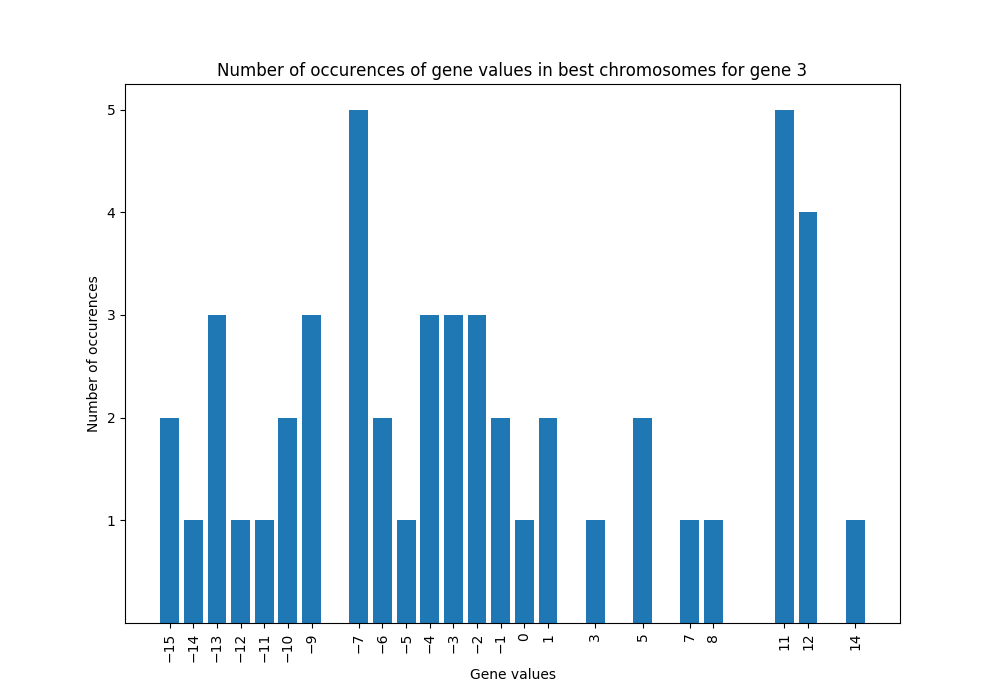 Number of occurences of gene values in best chromosomes for gene 3
5
4
3
2
1
Number of occurences
−15 −14 −13 −12 −11 −10 −9 −7 −6 −5 −4 −3 −2 −1 0 1 3 5 7 8 11 12 14
Gene values